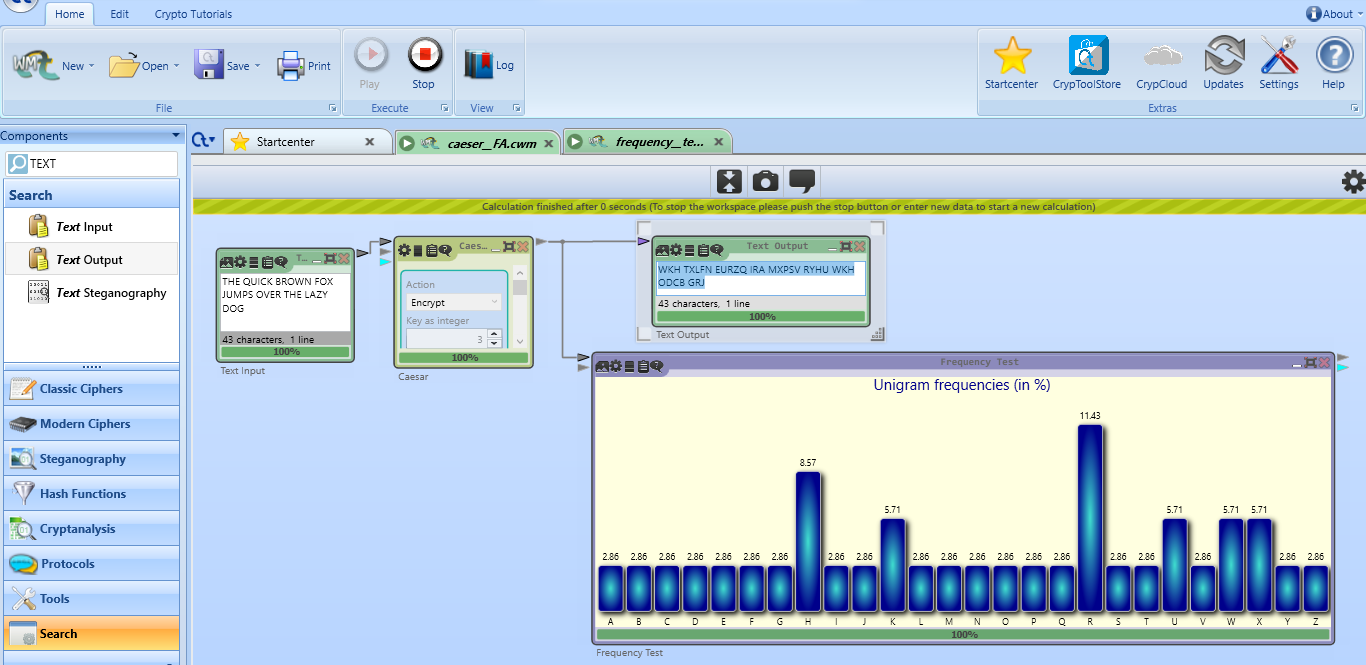 Home Edit Crypto Tutorials About
New Open Save Print Play Stop Log Startcenter CrypToolStore CrypCloud Updates Settings Help
File Execute View Extras
Components
TEXT
Search
Text Input
Text Output
Text Steganography
Classic Ciphers
Modern Ciphers
Steganography
Hash Functions
Cryptanalysis
Protocols
Tools
Search
Startcenter caeser__FA.cwm frequency__te...
Calculation finished after 0 seconds (To stop the workspace please push the stop button or enter new data to start a new calculation)
T...
THE QUICK BROWN FOX
JUMPS OVER THE LAZY
DOG
43 characters, 1 line
100%
Text Input
Caes...
Action
Encrypt
Key as integer
3
100%
Caesar
Text Output
WKH TXLFN EURZQ IRA MXPSV RYHU WKH
ODCB GRJ
43 characters, 1 line
100%
Text Output
Frequency Test
Unigram frequencies (in %)
2.86 2.86 2.86 2.86 2.86 2.86 2.86 8.57 2.86 2.86 5.71 2.86 2.86 2.86 2.86 2.86 2.86 11.43 2.86 2.86 5.71 2.86 5.71 5.71 2.86 2.86
A B C D E F G H I J K L M N O P Q R S T U V W X Y Z
100%
Frequency Test